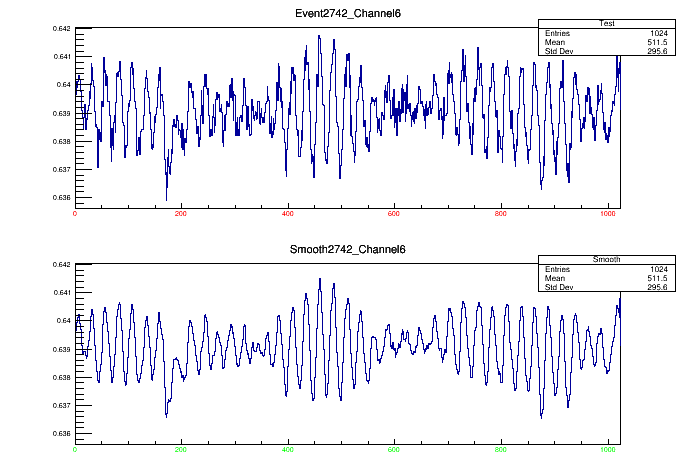 Event2742_Channel6
Test
Entries 1024
Mean 511.5
Std Dev 295.6
0.642
0.641
0.64
0.639
0.638
0.637
0.636
0 200 400 600 800 1000
Smooth2742_Channel6
Smooth
Entries 1024
Mean 511.5
Std Dev 295.6
0.642
0.641
0.64
0.639
0.638
0.637
0.636
0 200 400 600 800 1000